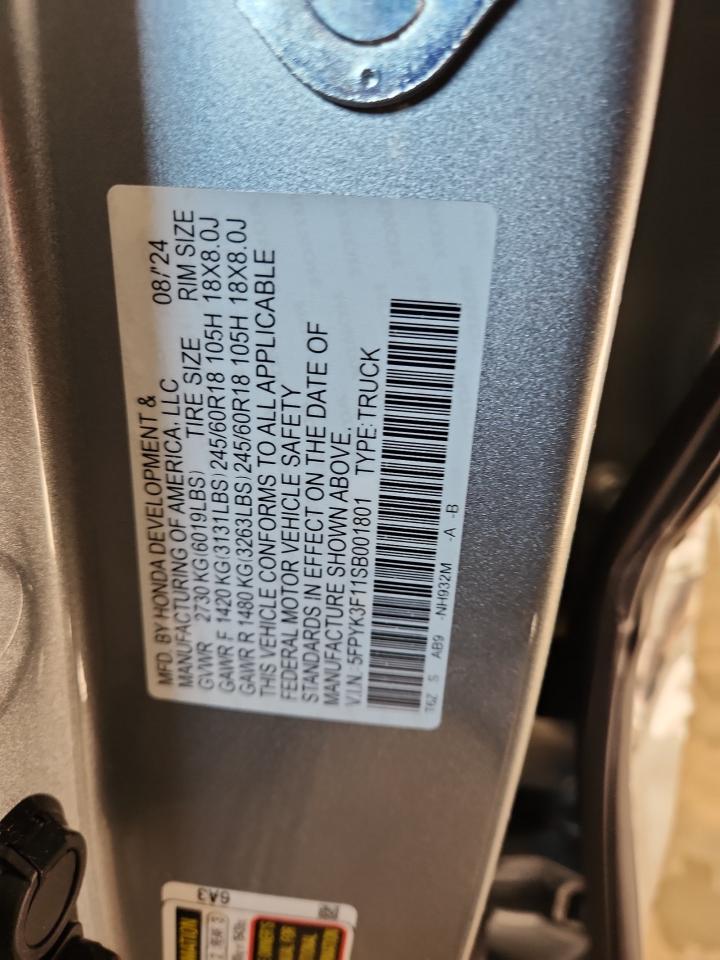 MFD. BY HONDA DEVELOPMENT &
MANUFACTURING OF AMERICA, LLC 08/'24
GVWR 2730 KG(6019LBS) TIRE SIZE RIM SIZE
GAWR F 1420 KG(3131LBS) 245/60R18 105H 18X8.0J
GAWR R 1480 KG(3263LBS) 245/60R18 105H 18X8.0J
THIS VEHICLE CONFORMS TO ALL APPLICABLE
FEDERAL MOTOR VEHICLE SAFETY
STANDARDS IN EFFECT ON THE DATE OF
MANUFACTURE SHOWN ABOVE.
V.I.N. 5FPYK3F11SB001801 TYPE:TRUCK
T6Z S AB9 -NH932M -A -B